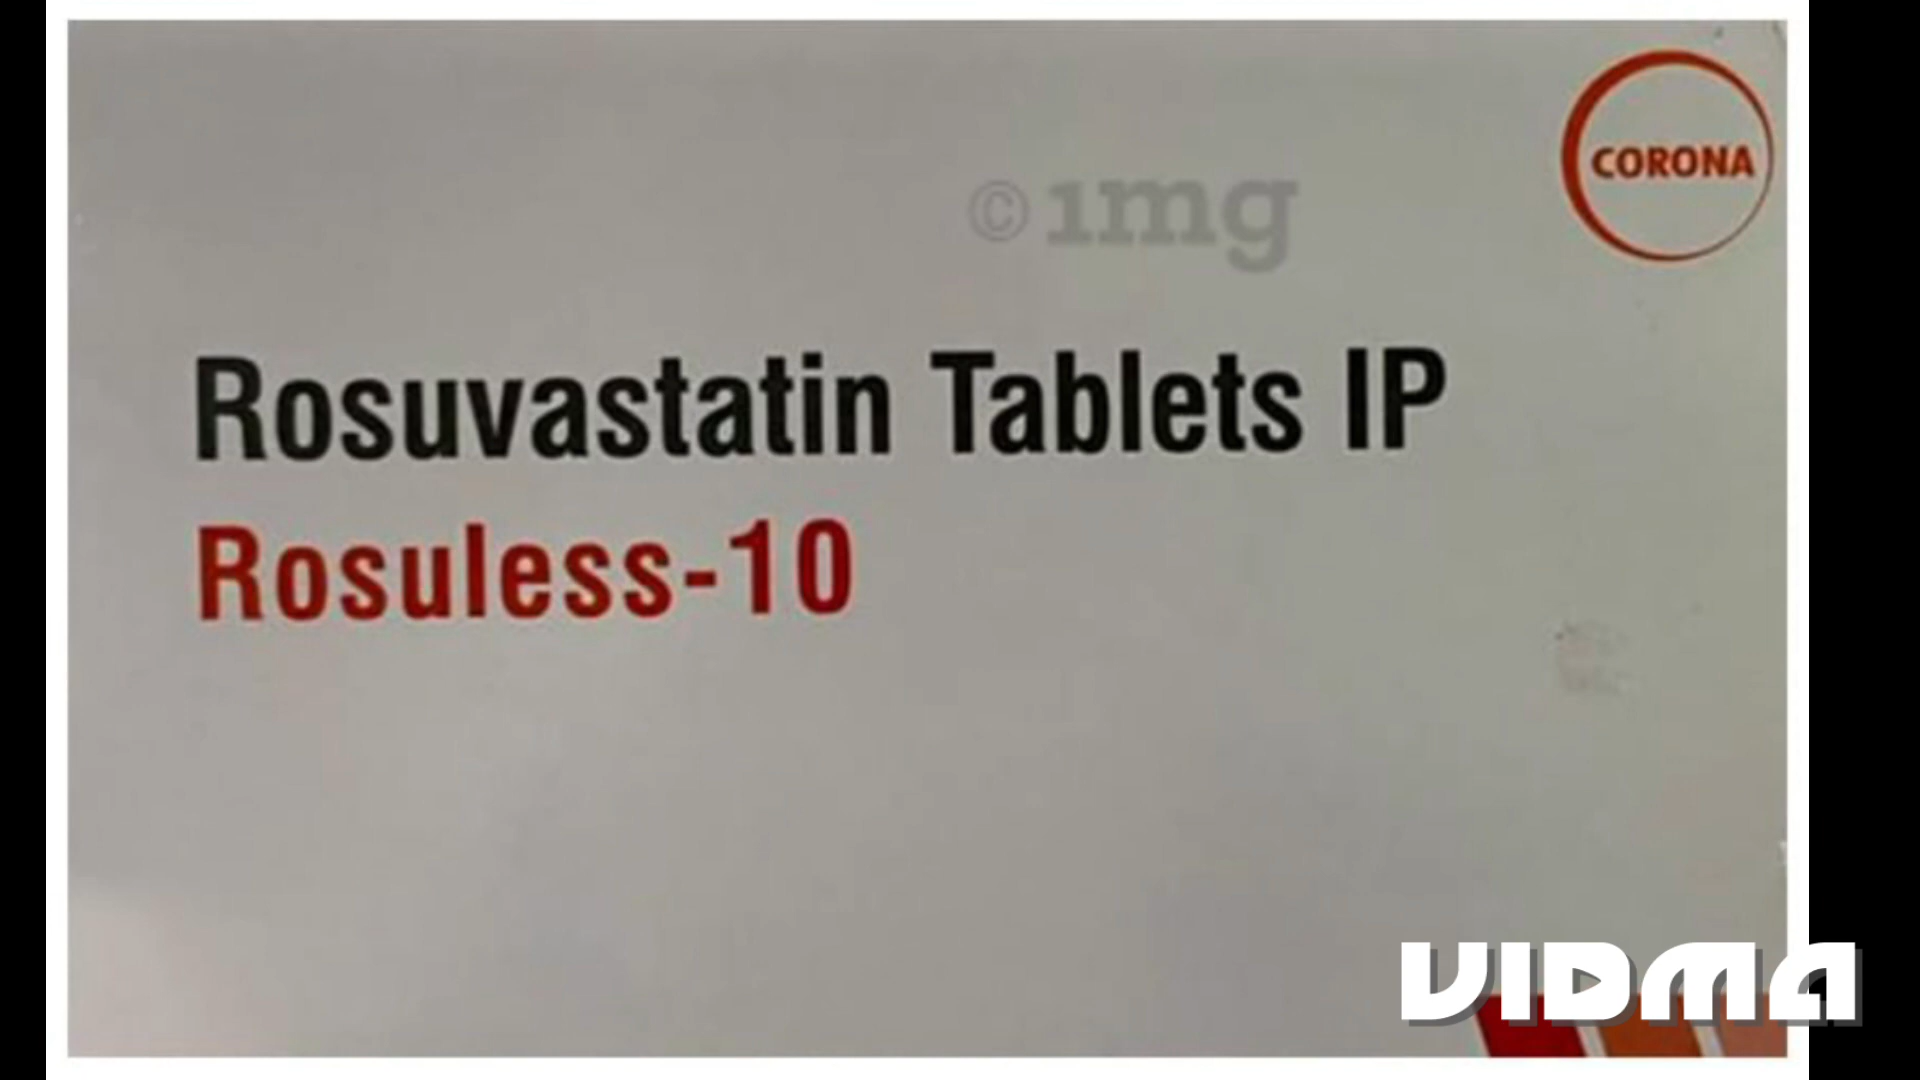 CORONA
©1mg
Rosuvastatin Tablets IP
Rosuless-10
VIDMA